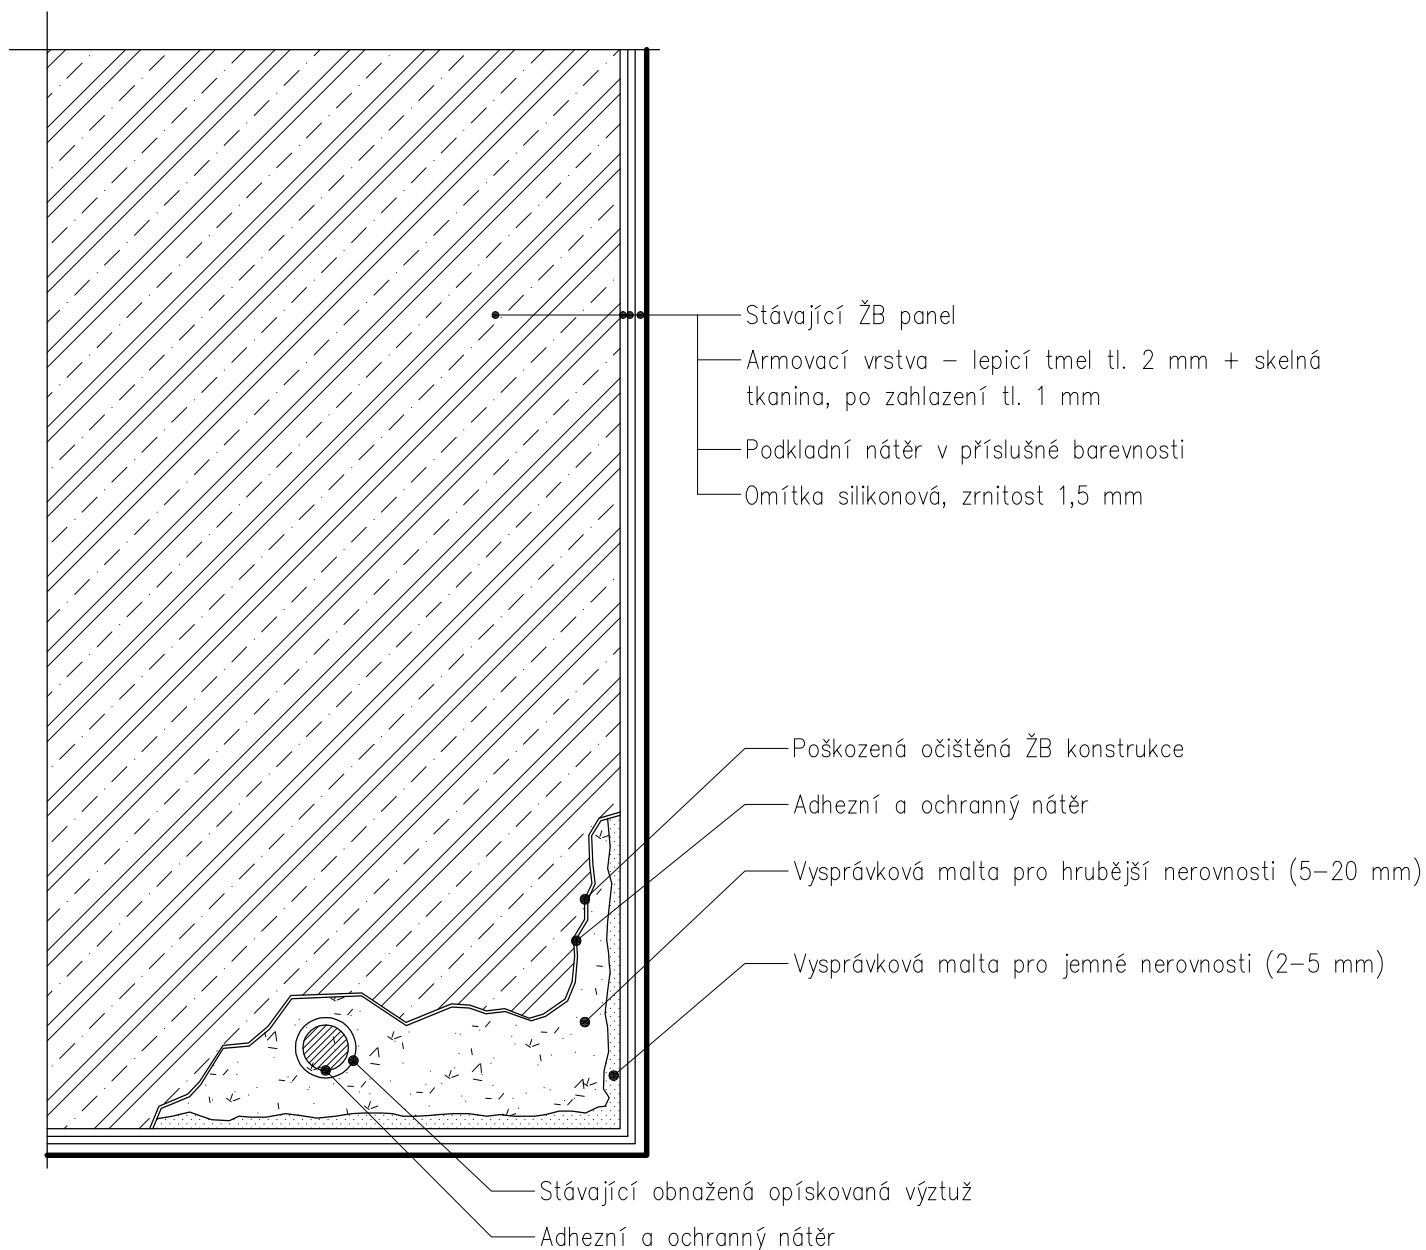 Stávající ŽB panel
Armovací vrstva – lepicí tmel tl. 2 mm + skelná
tkanina, po zahlazení tl. 1 mm
Podkladní nátěr v příslušné barevnosti
Omítka silikonová, zrnitost 1,5 mm
Poškozená očištěná ŽB konstrukce
Adhezní a ochranný nátěr
Vysprávková malta pro hrubější nerovnosti (5–20 mm)
Vysprávková malta pro jemné nerovnosti (2–5 mm)
Stávající obnažená opískovaná výztuž
Adhezní a ochranný nátěr